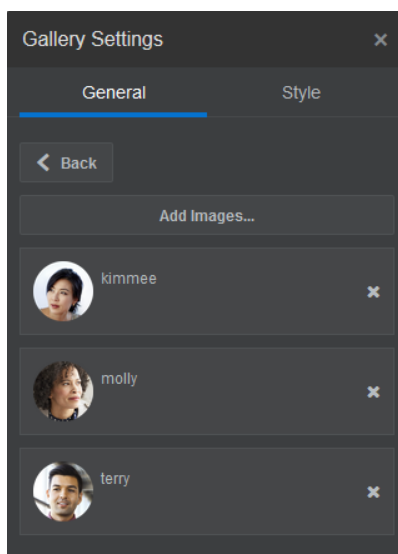 Gallery Settings
General
Style
Back
Add Images...
kimmee
molly
terry